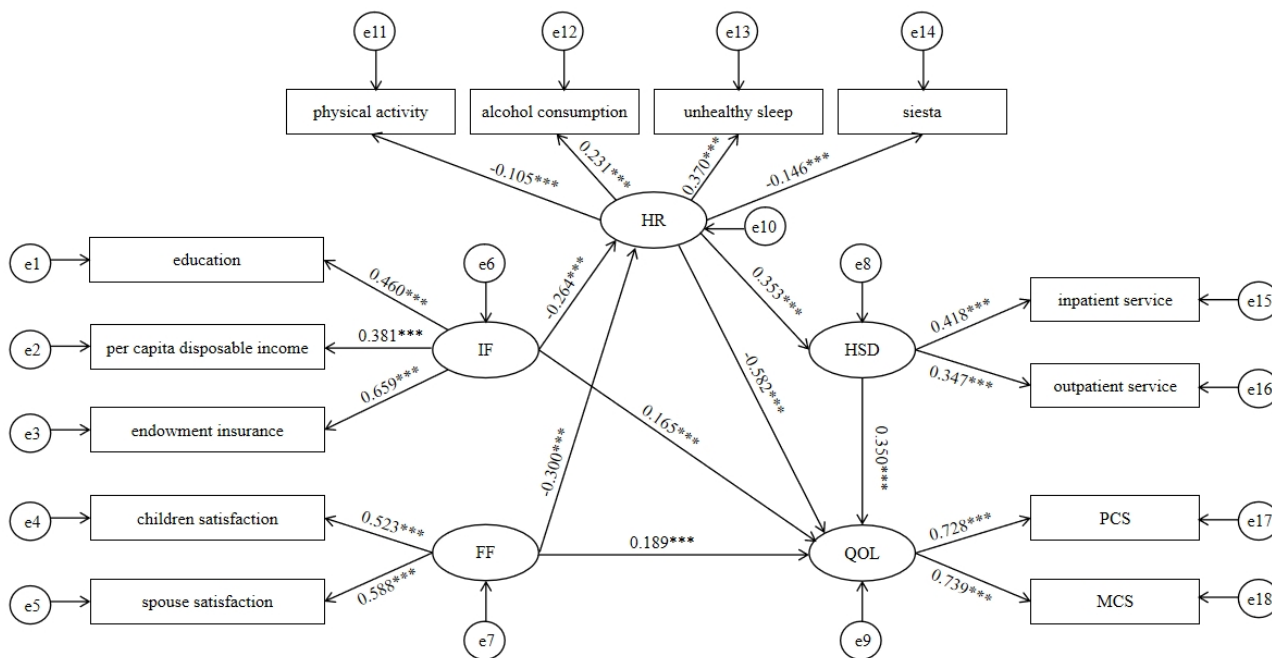 e11
e12
e13
e14
physical activity
alcohol consumption
unhealthy sleep
siesta
-0.105***
0.231***
0.370***
-0.146***
HR
e10
e1
education
0.460***
e6
-0.264***
0.353***
e8
inpatient service
e15
0.418***
e2
per capita disposable income
0.381***
IF
HSD
0.347***
outpatient service
e16
0.659***
-0.582***
e3
endowment insurance
0.165***
0.350***
-0.300***
e4
children satisfaction
0.523***
FF
0.189***
QOL
0.728***
PCS
e17
e5
spouse satisfaction
0.588***
0.739***
MCS
e18
e7
e9